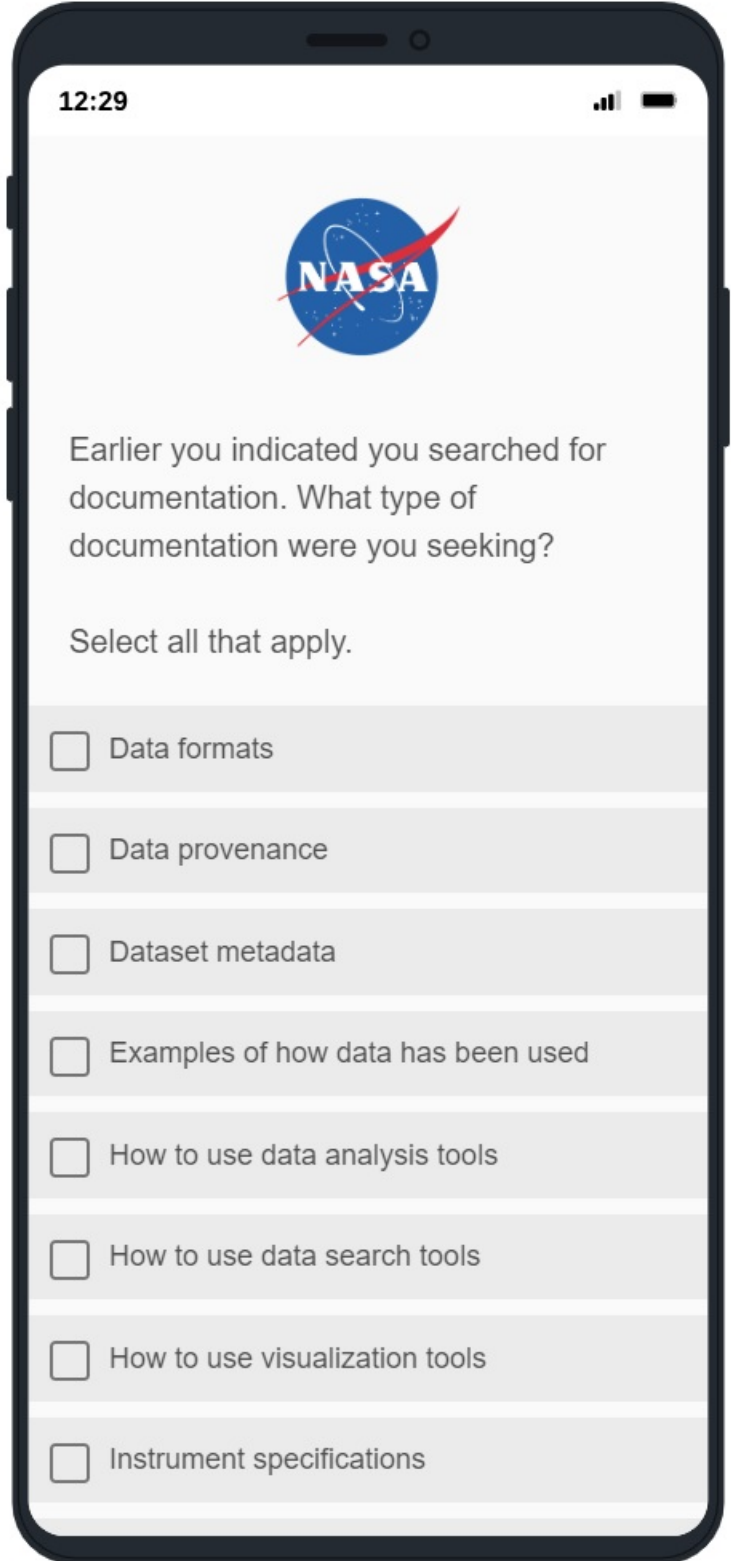 12:29
NASA
Earlier you indicated you searched for
documentation. What type of
documentation were you seeking?
Select all that apply.
Data formats
Data provenance
Dataset metadata
Examples of how data has been used
How to use data analysis tools
How to use data search tools
How to use visualization tools
Instrument specifications